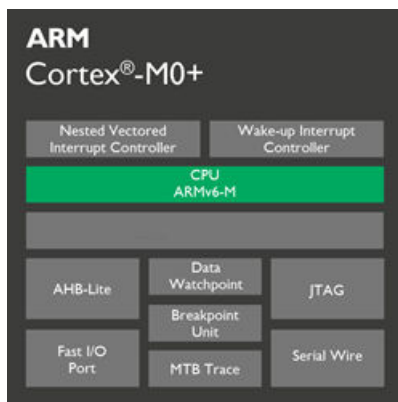 ARM
Cortex®-M0+
Nested Vectored
Interrupt Controller
Wake-up Interrupt
Controller
CPU
ARMv6-M
AHB-Lite
Data
Watchpoint
JTAG
Breakpoint
Unit
Fast I/O
Port
MTB Trace
Serial Wire